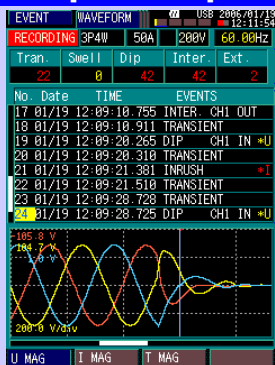 EVENT WAVEFORM USB 2006/01/19
12:11:54
RECORDING 3P4W 50A 200V 60.00Hz
Tran. Swell Dip Inter. Ext.
22 0 42 42 2
No. Date TIME EVENTS
17 01/19 12:09:10.755 INTER. CH1 OUT
18 01/19 12:09:10.911 TRANSIENT
19 01/19 12:09:20.265 DIP CH1 IN *U
20 01/19 12:09:20.310 TRANSIENT
21 01/19 12:09:21.381 INRUSH *I
22 01/19 12:09:21.510 TRANSIENT
23 01/19 12:09:28.728 TRANSIENT
24 01/19 12:09:28.725 DIP CH1 IN *U
-105.8 V
104.7 V
V
200.0 V/div
U MAG I MAG T MAG